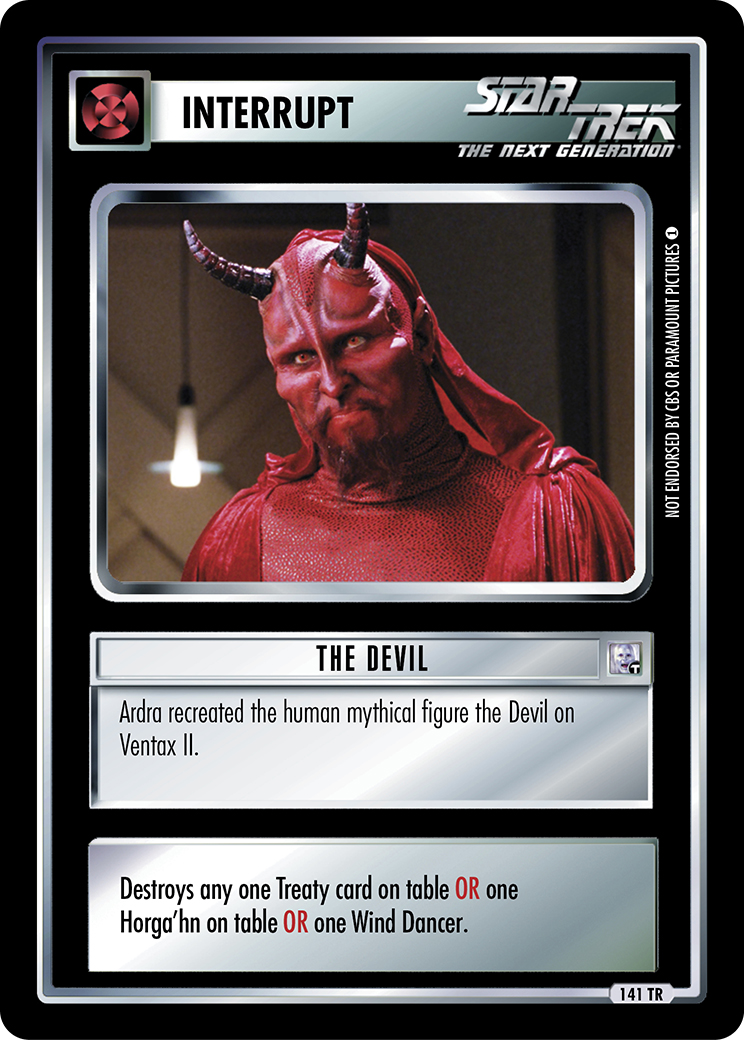 INTERRUPT
STAR TREK
THE NEXT GENERATION
NOT ENDORSED BY CBS OR PARAMOUNT PICTURES 1
THE DEVIL
T
Ardra recreated the human mythical figure the Devil on
Ventax II.
Destroys any one Treaty card on table OR one
Horga'hn on table OR one Wind Dancer.
141 TR